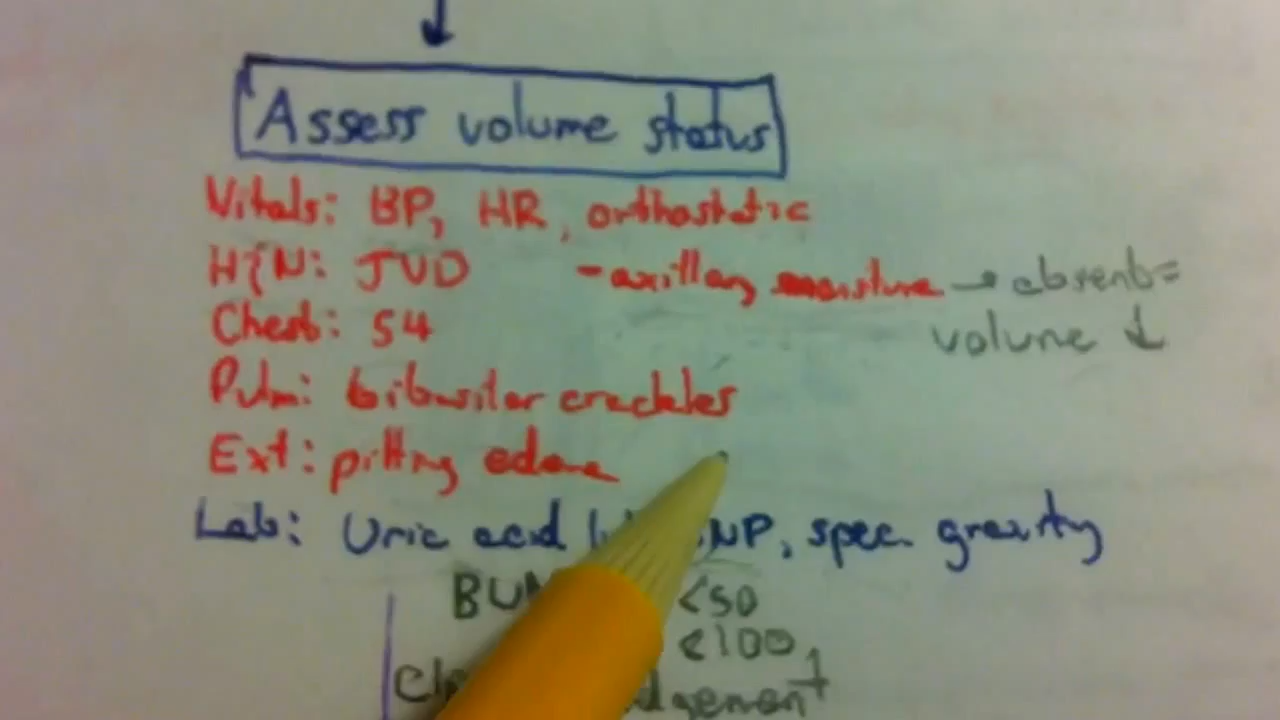 Assess volume status
Vitals: BP, HR, orthostatic
H{N: JVD -axillary moisture → absent=
volume ↓
Chest: S4
Pulm: bibasilar crackles
Ext: pitting edema
Lab: Uric acid BNP, spec. gravity
<50
<100